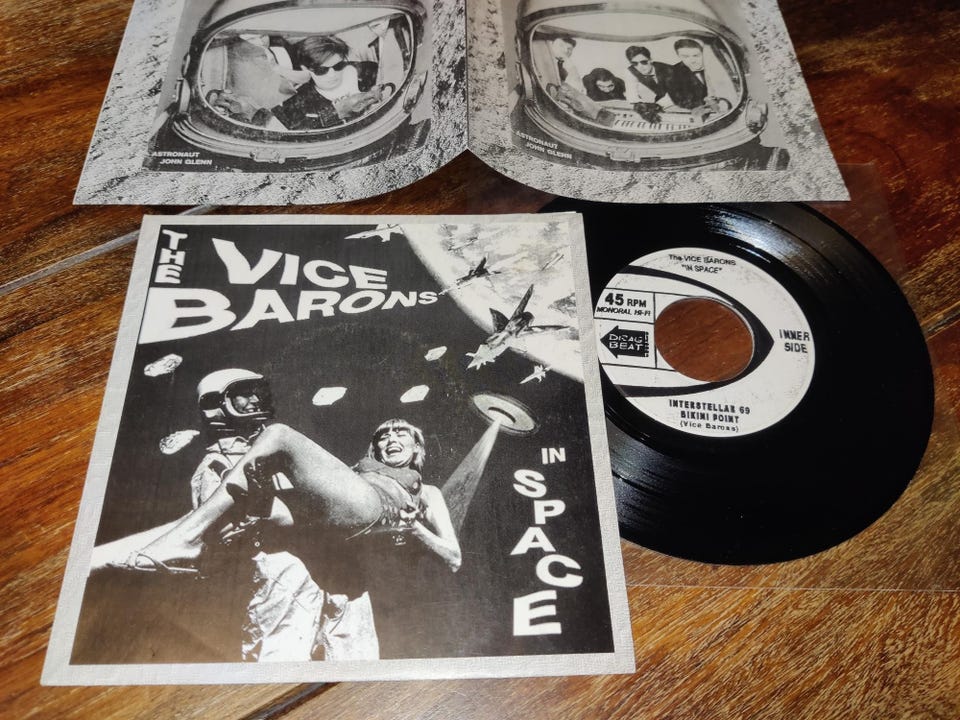 ASTRONAUT
JOHN GLENN
ASTRONAUT
JOHN GLENN
THE
VICE
BARONS
IN
SPACE
The VICE BARONS
"IN SPACE"
45 RPM
MONORAL HI-FI
DRAG
BEAT
INNER
SIDE
INTERSTELLAR 69
BIKINI POINT
(Vice Barons)